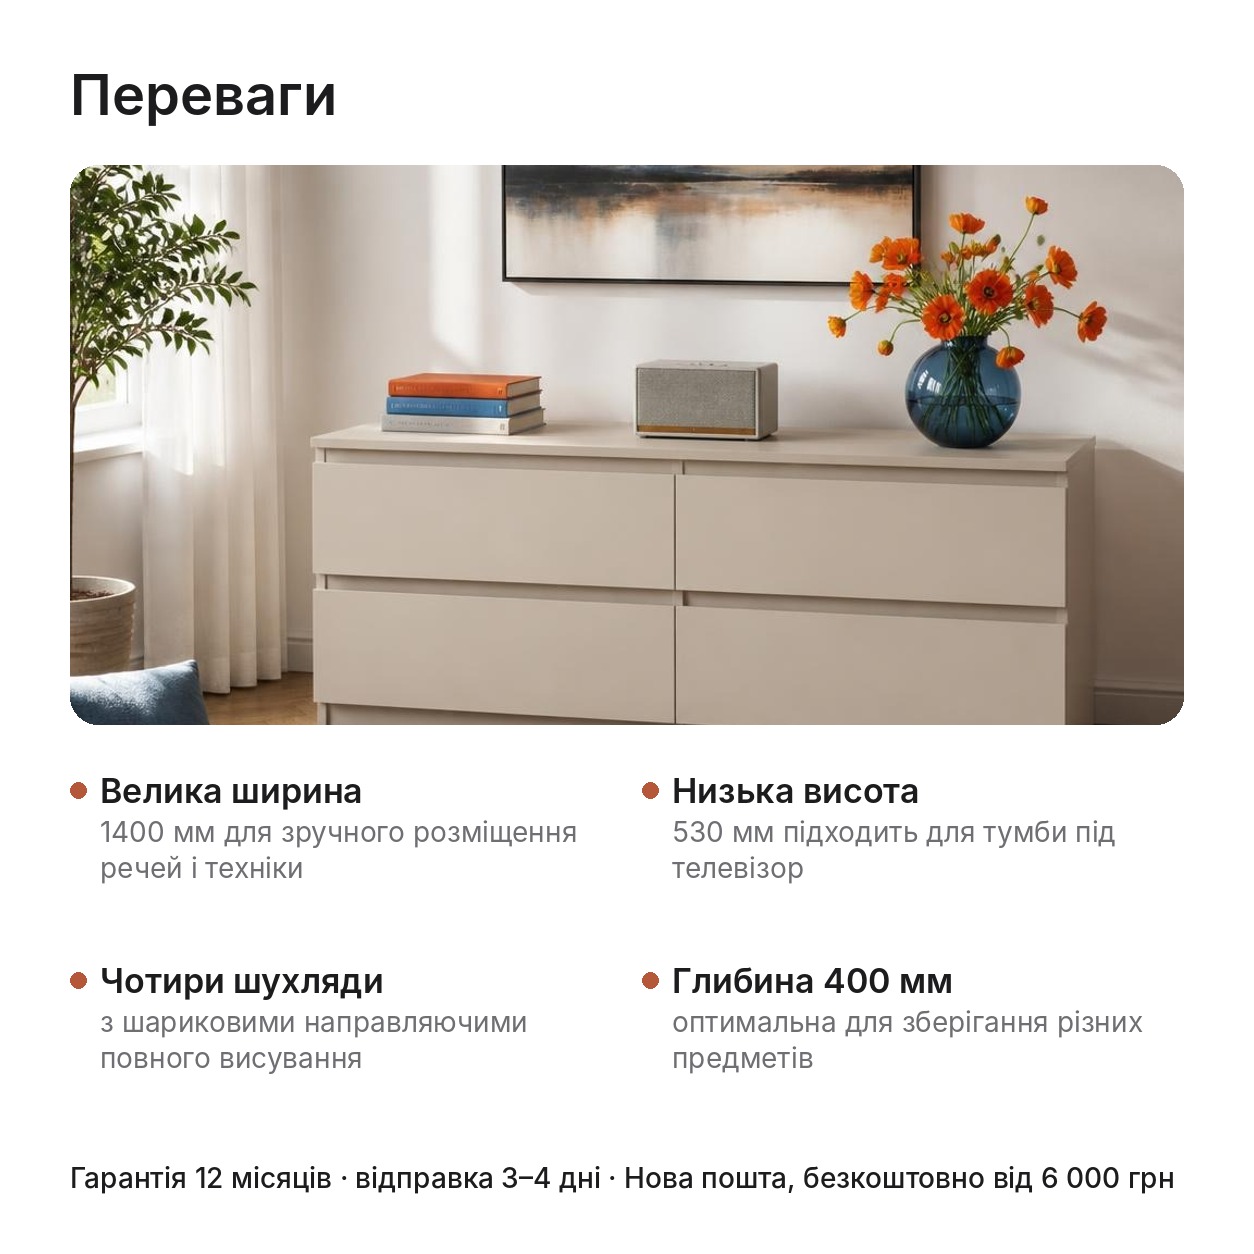 Переваги
Велика ширина
1400 мм для зручного розміщення
речей і техніки
Низька висота
530 мм підходить для тумби під
телевізор
Чотири шухляди
з шариковими направляючими
повного висування
Глибина 400 мм
оптимальна для зберігання різних
предметів
Гарантія 12 місяців · відправка 3–4 дні · Нова пошта, безкоштовно від 6 000 грн